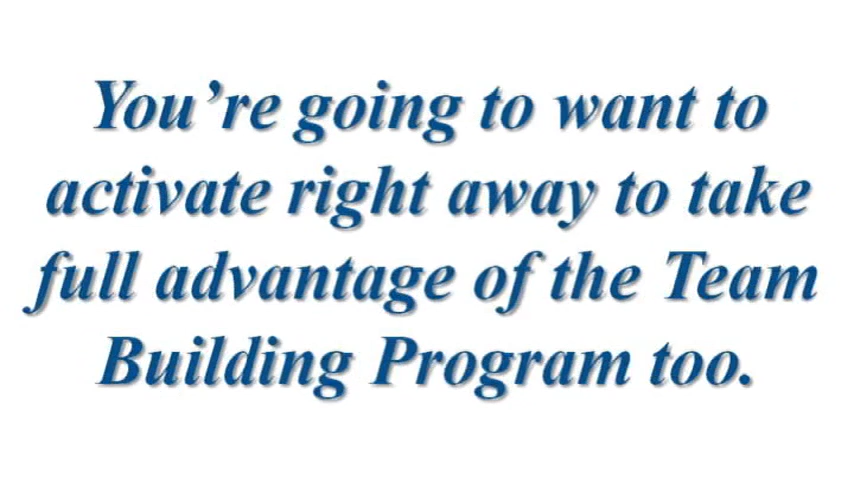 You’re going to want to
activate right away to take
full advantage of the Team
Building Program too.